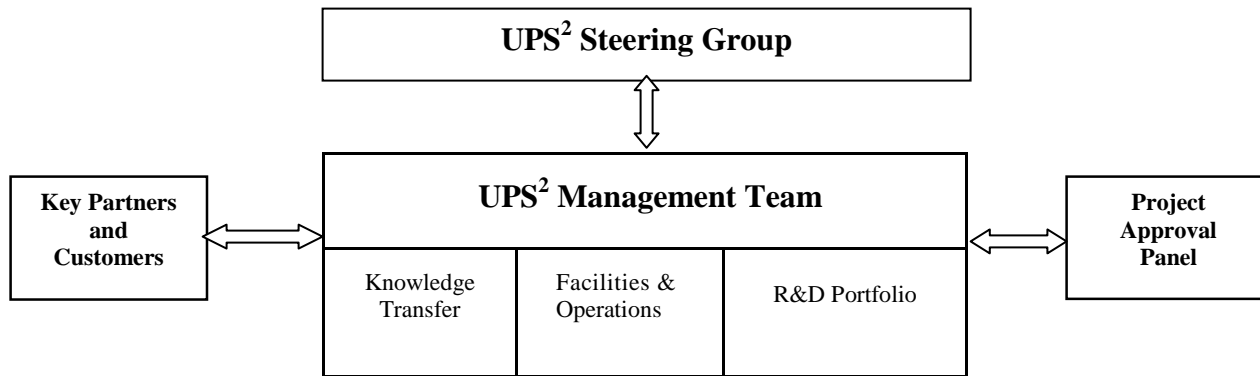 UPS² Steering Group
UPS² Management Team
Key Partners
and
Customers
Knowledge
Transfer
Facilities &
Operations
R&D Portfolio
Project
Approval
Panel